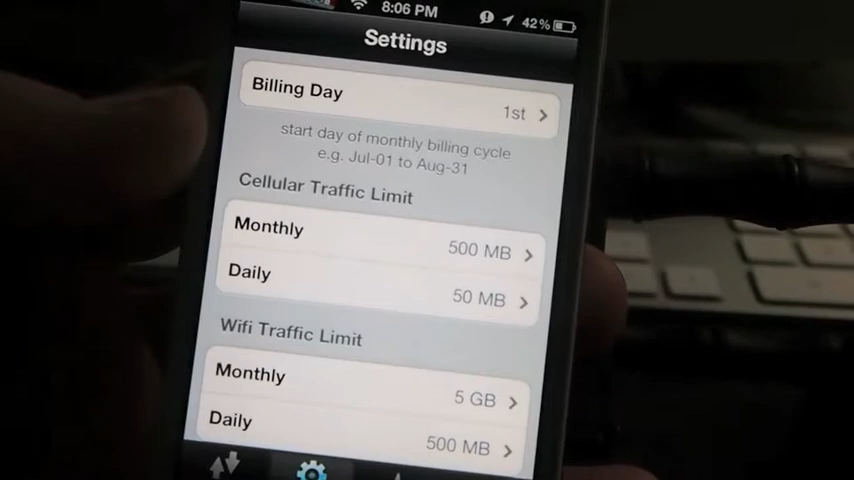 8:06 PM 42%
Settings
Billing Day 1st
start day of monthly billing cycle
e.g. Jul-01 to Aug-31
Cellular Traffic Limit
Monthly 500 MB
Daily 50 MB
Wifi Traffic Limit
Monthly 5 GB
Daily 500 MB